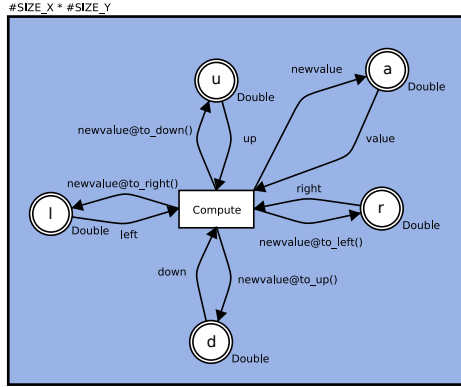 #SIZE_X * #SIZE_Y
newvalue
a
u
Double
Double
newvalue@to_down()
up
value
newvalue@to_right()
right
l
Compute
r
Double
left
Double
newvalue@to_left()
down
newvalue@to_up()
d
Double